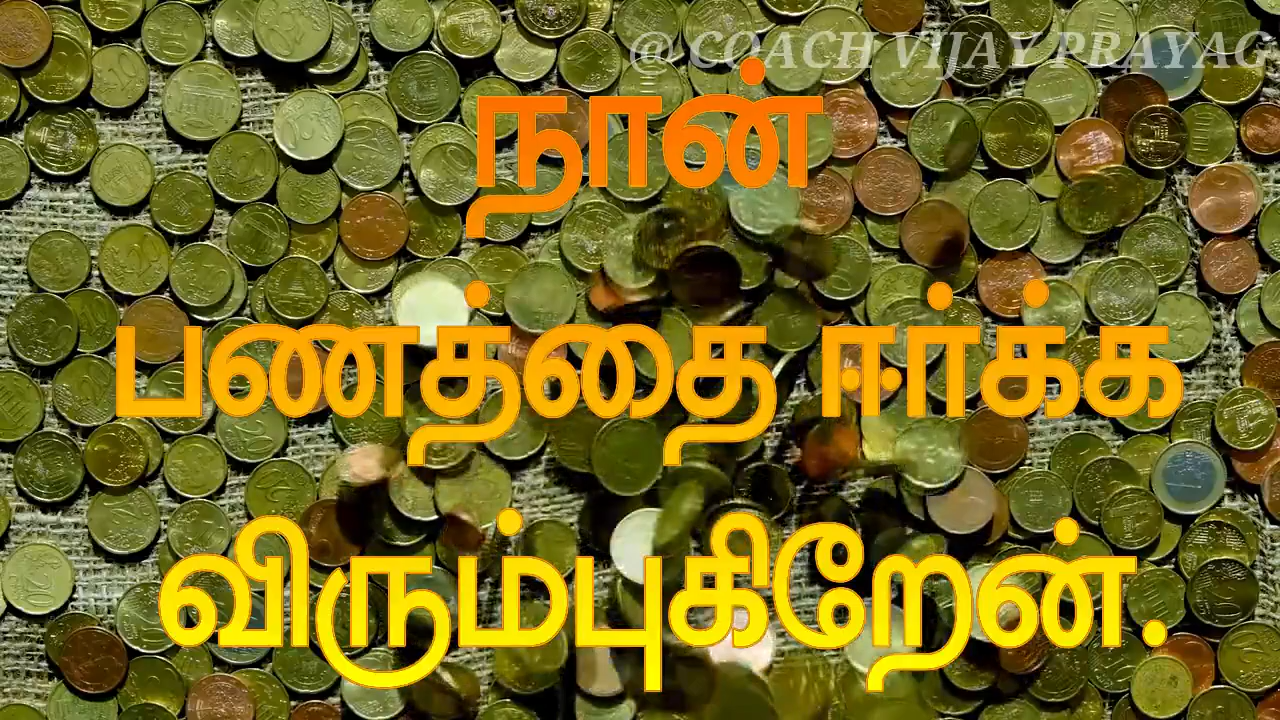 @ COACH VIJAY PRAYAG
நான்
பணத்தை ஈர்க்க
விரும்புகிறேன்.